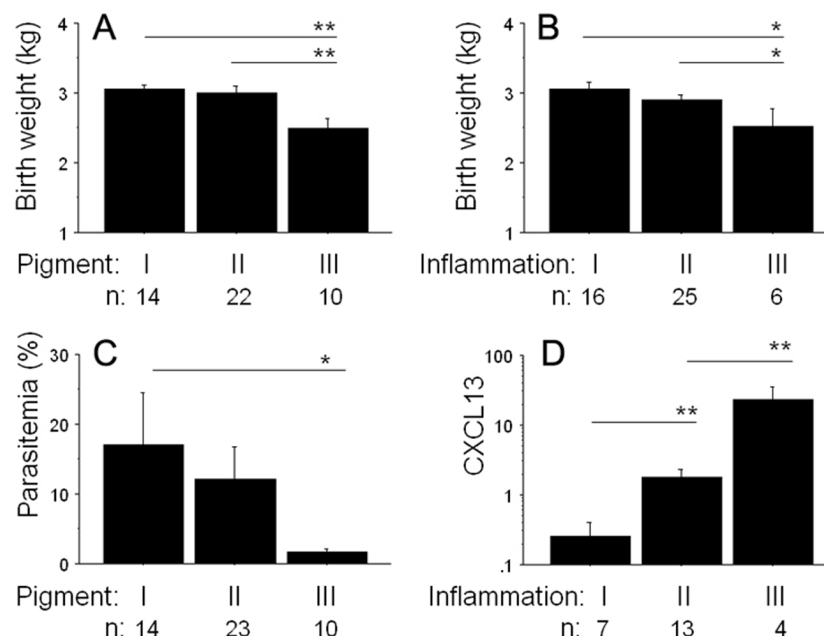 A
Birth weight (kg)
4
3
2
1
**
**
Pigment: I II III
n: 14 22 10
B
Birth weight (kg)
4
3
2
1
*
*
Inflammation: I II III
n: 16 25 6
C
Parasitemia (%)
30
20
10
0
*
Pigment: I II III
n: 14 23 10
D
CXCL13
100
10
1
.1
**
**
Inflammation: I II III
n: 7 13 4